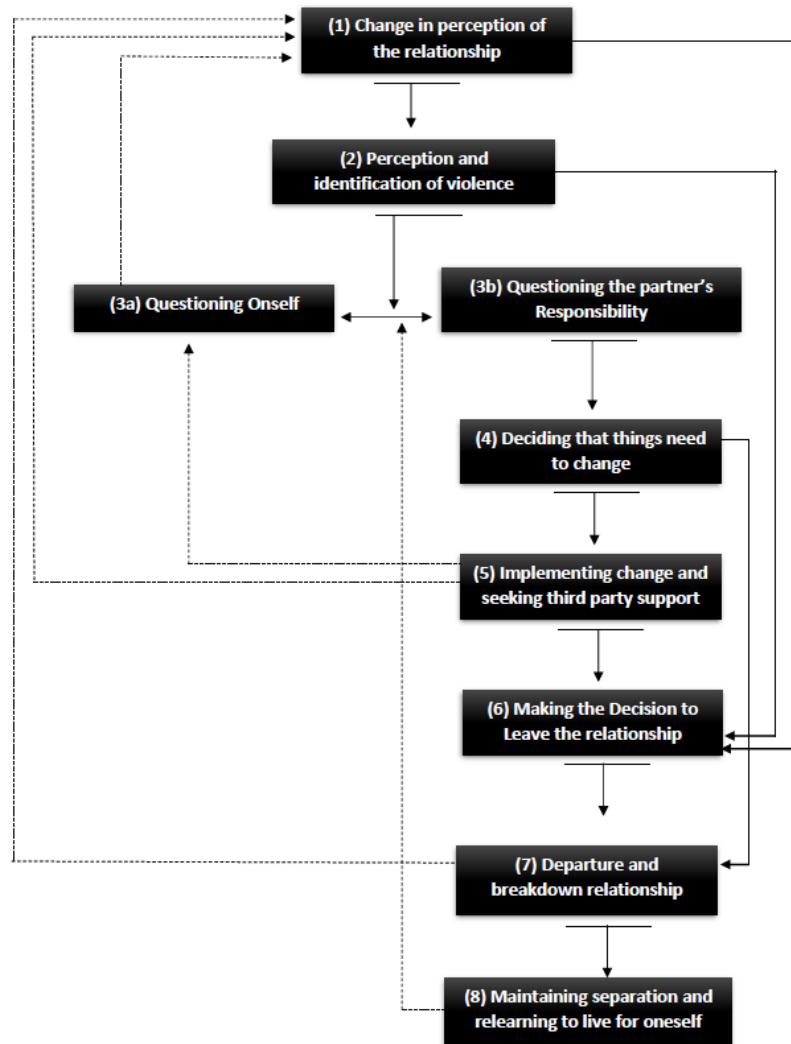 (1) Change in perception of
the relationship
(2) Perception and
identification of violence
(3a) Questioning Onself
(3b) Questioning the partner’s
Responsibility
(4) Deciding that things need
to change
(5) Implementing change and
seeking third party support
(6) Making the Decision to
Leave the relationship
(7) Departure and
breakdown relationship
(8) Maintaining separation and
relearning to live for oneself